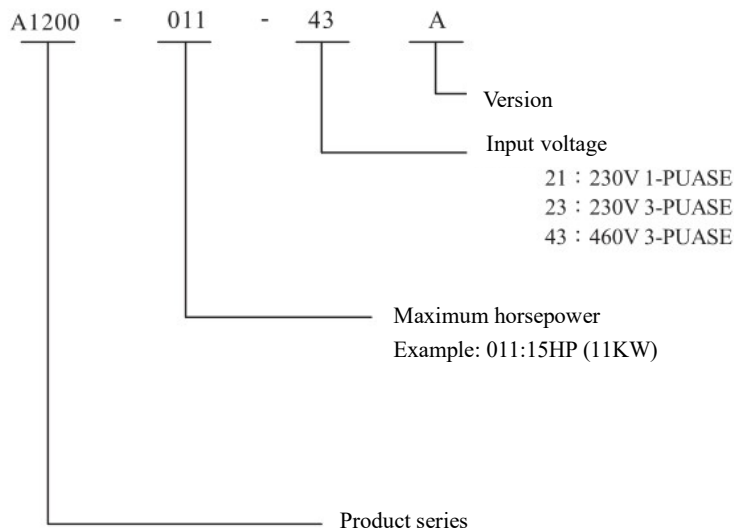 A1200 - 011 - 43 A
Version
Input voltage
21：230V 1-PUASE
23：230V 3-PUASE
43：460V 3-PUASE
Maximum horsepower
Example: 011:15HP (11KW)
Product series